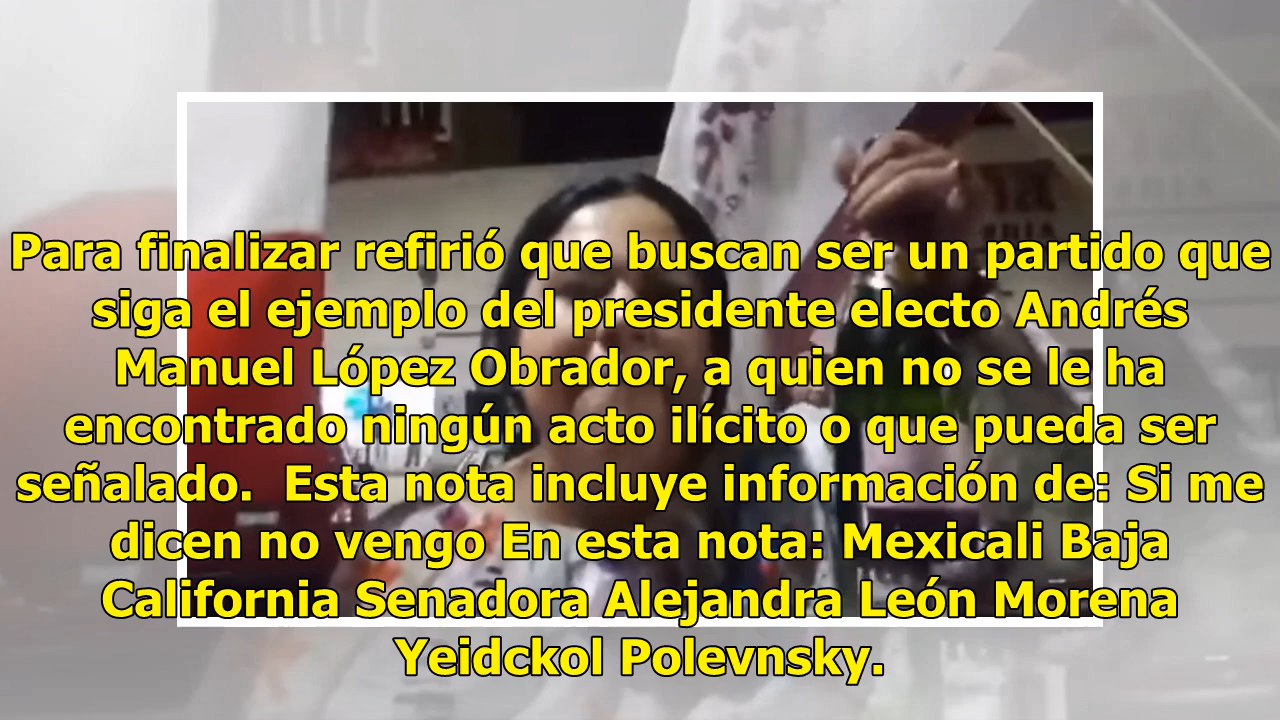 Para finalizar refirió que buscan ser un partido que
siga el ejemplo del presidente electo Andrés
Manuel López Obrador, a quien no se le ha
encontrado ningún acto ilícito o que pueda ser
señalado.  Esta nota incluye información de: Si me
dicen no vengo En esta nota: Mexicali Baja
California Senadora Alejandra León Morena
Yeidckol Polevnsky.